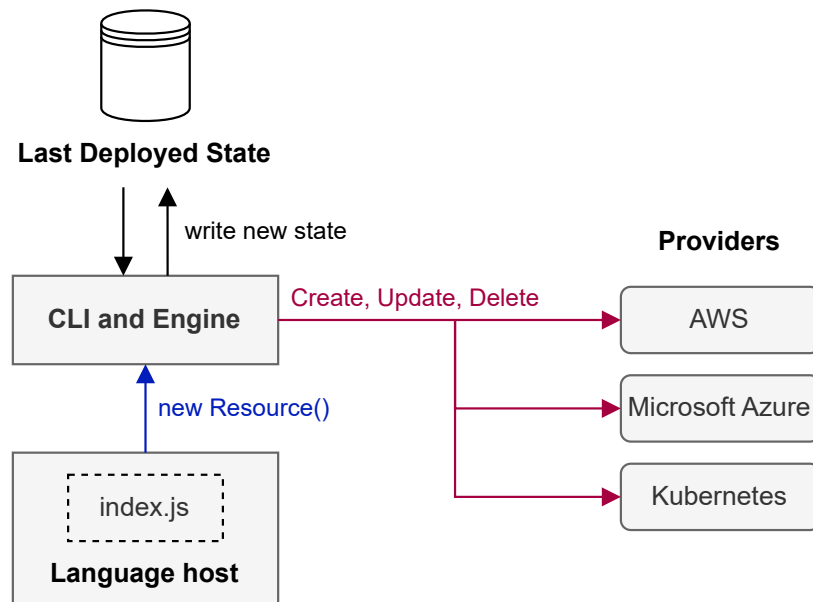 Last Deployed State
write new state
Providers
CLI and Engine
Create, Update, Delete
AWS
new Resource()
Microsoft Azure
index.js
Kubernetes
Language host